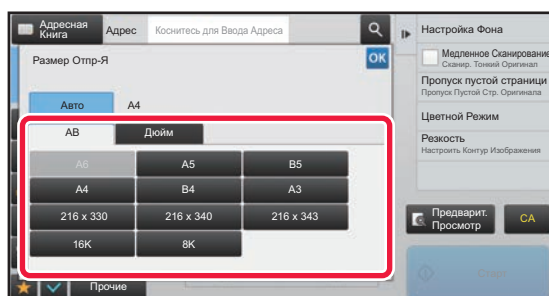 Адресная
Книга
Адрес
Коснитесь для Ввода Адреса
Размер Отпр-Я
OK
Авто
A4
AB
Дюйм
A6
A5
B5
A4
B4
A3
216 x 330
216 x 340
216 x 343
16K
8K
Прочие
Настройка Фона
Медленное Сканирование
Сканир. Тонкий Оригинал
Пропуск пустой страници
Пропуск Пустой Стр. Оригинала
Цветной Режим
Резкость
Настроить Контур Изображения
Предварит.
Просмотр
CA
Старт